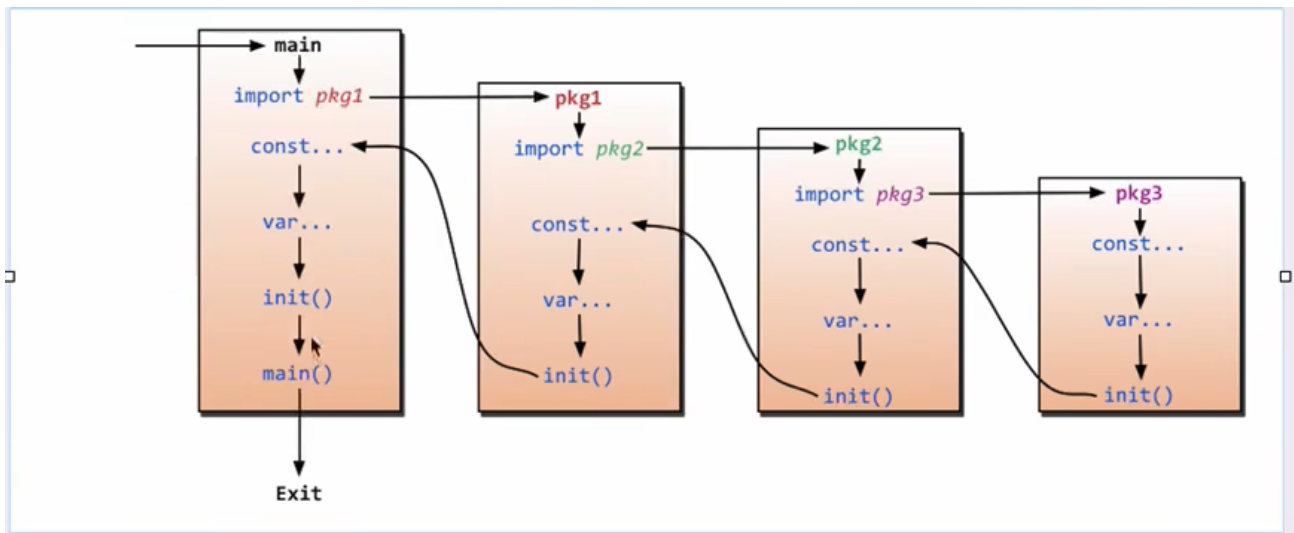 main
import pkg1
const...
var...
init()
main()
Exit
pkg1
import pkg2
const...
var...
init()
pkg2
import pkg3
const...
var...
init()
pkg3
const...
var...
init()